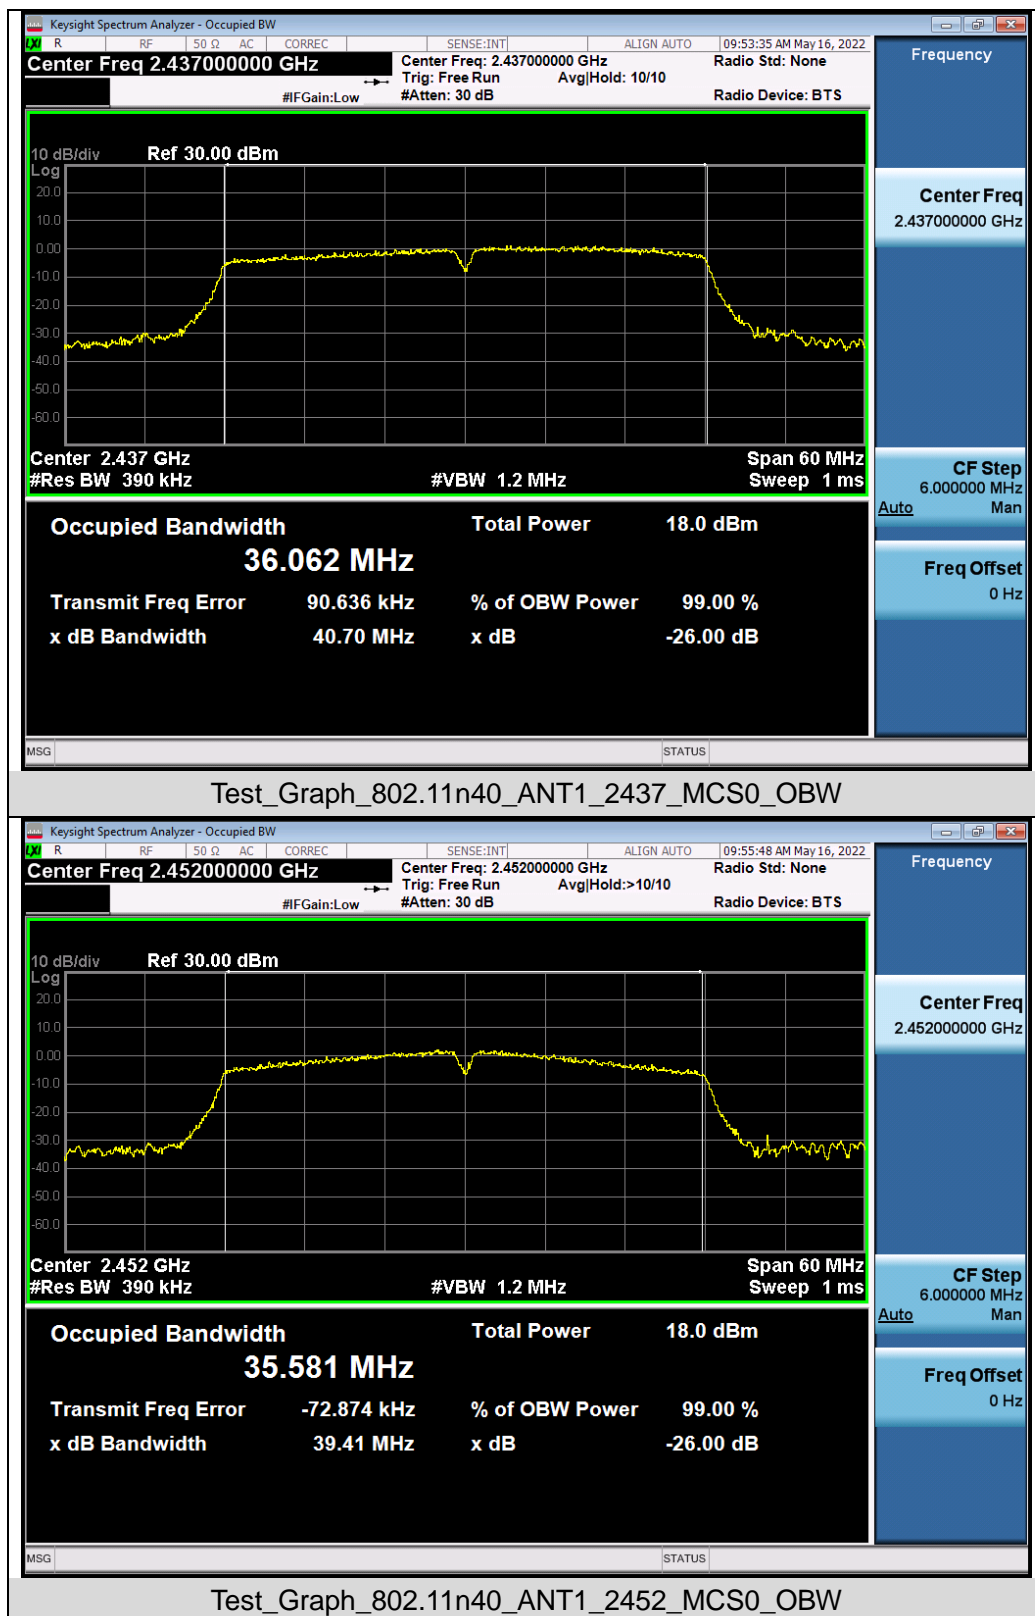 Keysight Spectrum Analyzer - Occupied BW
LXI R RF 50 Ω AC CORREC SENSE:INT ALIGN AUTO 09:53:35 AM May 16, 2022
Center Freq 2.437000000 GHz
Center Freq: 2.437000000 GHz
Radio Std: None
Trig: Free Run Avg|Hold: 10/10
#IFGain:Low
#Atten: 30 dB
Radio Device: BTS
Frequency
10 dB/div Ref 30.00 dBm
Log
20.0
10.0
0.00
-10.0
-20.0
-30.0
-40.0
-50.0
-60.0
Center 2.437 GHz
Span 60 MHz
#Res BW 390 kHz
#VBW 1.2 MHz
Sweep 1 ms
Center Freq
2.437000000 GHz
CF Step
6.000000 MHz
Auto Man
Freq Offset
0 Hz
Occupied Bandwidth
Total Power 18.0 dBm
36.062 MHz
Transmit Freq Error 90.636 kHz % of OBW Power 99.00 %
x dB Bandwidth 40.70 MHz x dB -26.00 dB
MSG STATUS
Test_Graph_802.11n40_ANT1_2437_MCS0_OBW
Keysight Spectrum Analyzer - Occupied BW
LXI R RF 50 Ω AC CORREC SENSE:INT ALIGN AUTO 09:55:48 AM May 16, 2022
Center Freq 2.452000000 GHz
Center Freq: 2.452000000 GHz
Radio Std: None
Trig: Free Run Avg|Hold:>10/10
#IFGain:Low
#Atten: 30 dB
Radio Device: BTS
Frequency
10 dB/div Ref 30.00 dBm
Log
20.0
10.0
0.00
-10.0
-20.0
-30.0
-40.0
-50.0
-60.0
Center 2.452 GHz
Span 60 MHz
#Res BW 390 kHz
#VBW 1.2 MHz
Sweep 1 ms
Center Freq
2.452000000 GHz
CF Step
6.000000 MHz
Auto Man
Freq Offset
0 Hz
Occupied Bandwidth
Total Power 18.0 dBm
35.581 MHz
Transmit Freq Error -72.874 kHz % of OBW Power 99.00 %
x dB Bandwidth 39.41 MHz x dB -26.00 dB
MSG STATUS
Test_Graph_802.11n40_ANT1_2452_MCS0_OBW